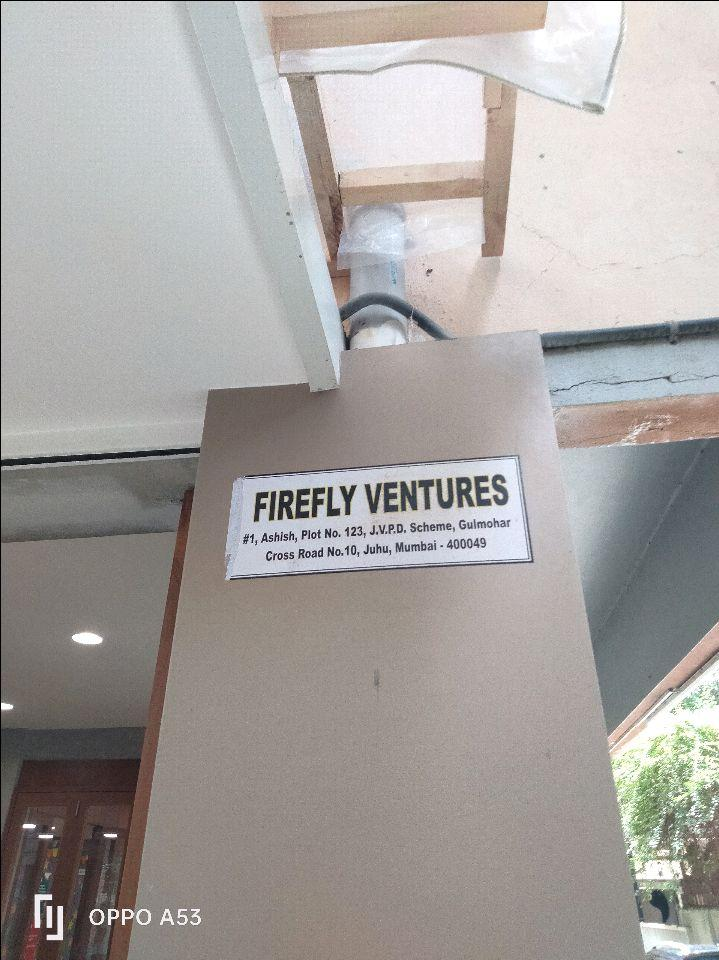 FIREFLY VENTURES
#1, Ashish, Plot No. 123, J.V.P.D. Scheme, Gulmohar
Cross Road No.10, Juhu, Mumbai - 400049
OPPO A53